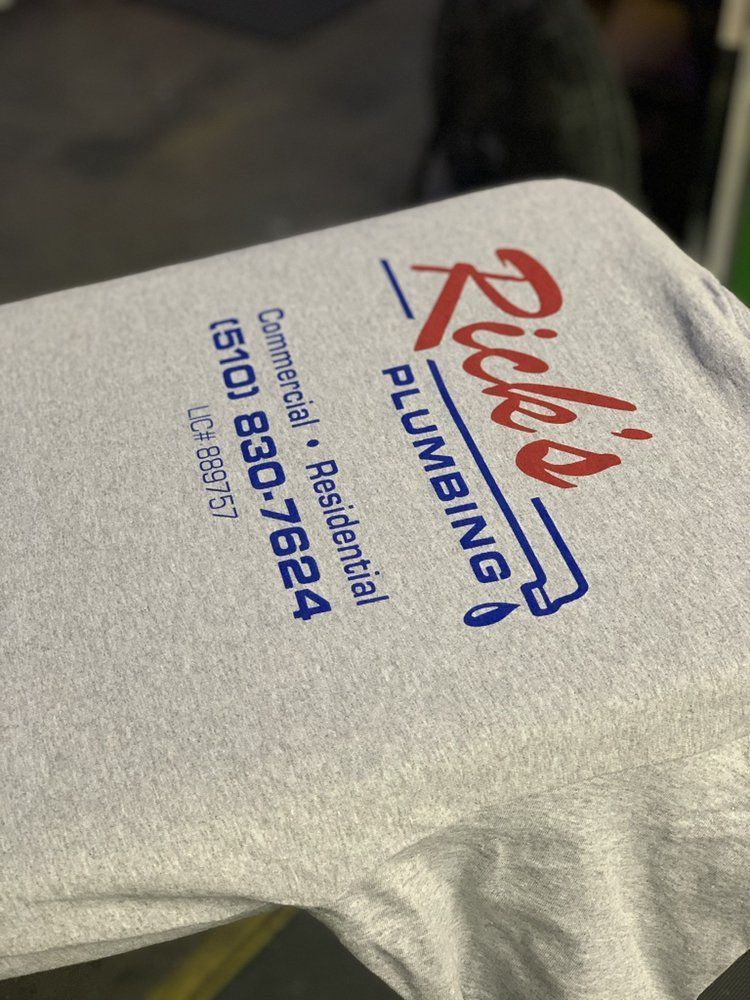 Rick's
PLUMBING
Commercial • Residential
(510) 830-7624
LIC# 889757